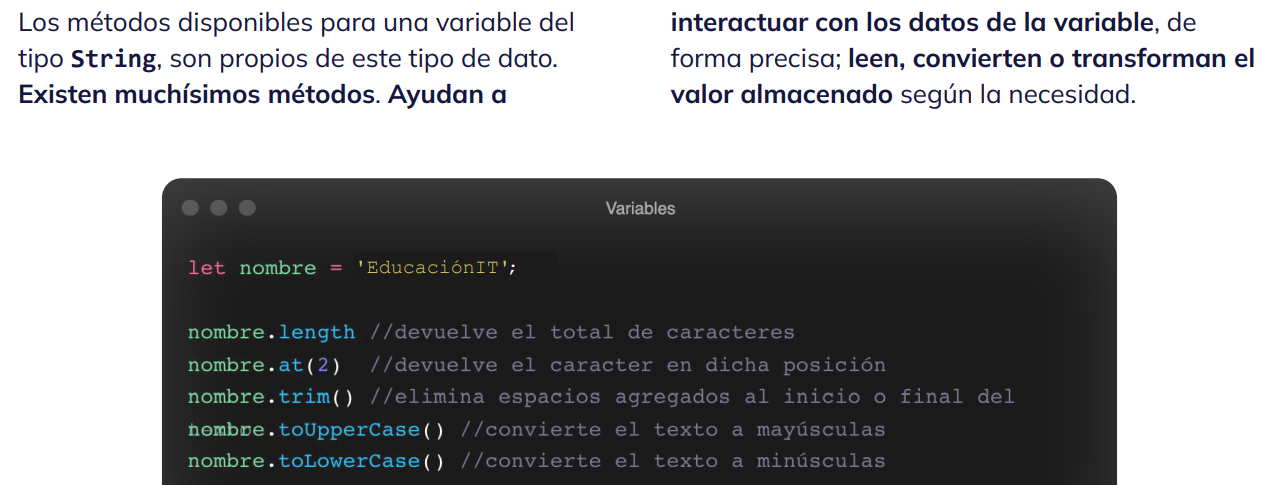 Los métodos disponibles para una variable del
tipo String, son propios de este tipo de dato.
Existen muchísimos métodos. Ayudan a
interactuar con los datos de la variable, de
forma precisa; leen, convierten o transforman el
valor almacenado según la necesidad.
Variables
let nombre = 'EducaciónIT';
nombre.length //devuelve el total de caracteres
nombre.at(2) //devuelve el caracter en dicha posición
nombre.trim() //elimina espacios agregados al inicio o final del
nombre.toUpperCase() //convierte el texto a mayúsculas
nombre.toLowerCase() //convierte el texto a minúsculas